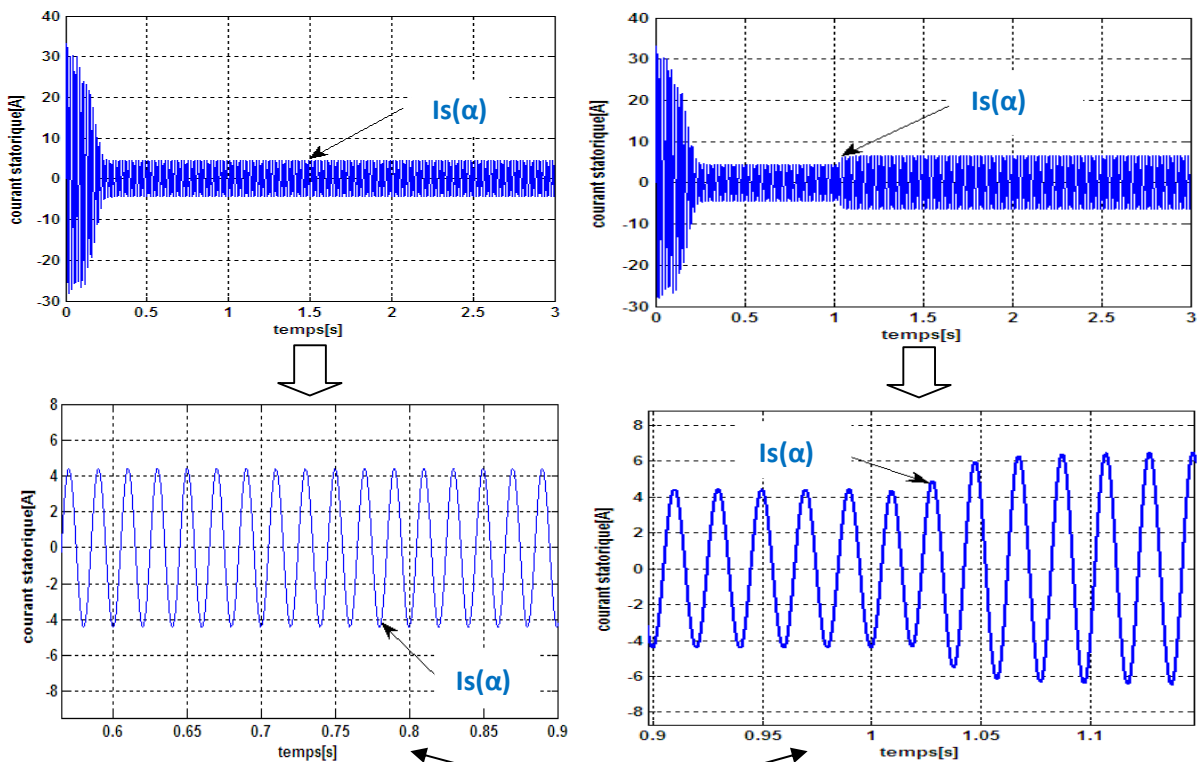 courant statorique[A]
40
30
20
10
0
-10
-20
-30
Is(α)
0 0.5 1 1.5 2 2.5 3
temps[s]
courant statorique[A]
40
30
20
10
0
-10
-20
-30
Is(α)
0 0.5 1 1.5 2 2.5 3
temps[s]
courant statorique[A]
8
6
4
2
0
-2
-4
-6
-8
Is(α)
0.6 0.65 0.7 0.75 0.8 0.85 0.9
temps[s]
courant statorique[A]
8
6
4
2
0
-2
-4
-6
-8
Is(α)
0.9 0.95 1 1.05 1.1
temps[s]